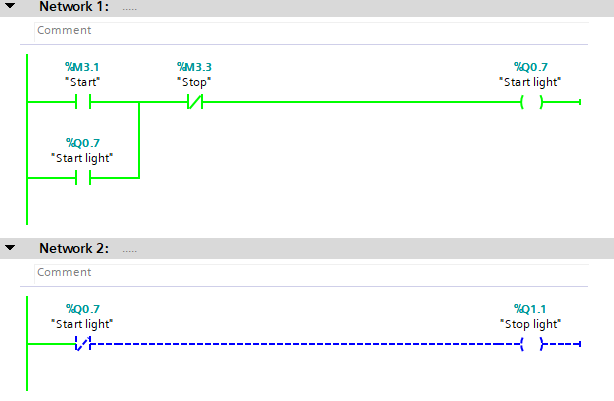 Network 1: .....
Comment
%M3.1 %M3.3 %Q0.7
"Start" "Stop" "Start light"
%Q0.7
"Start light"
Network 2: .....
Comment
%Q0.7 %Q1.1
"Start light" "Stop light"